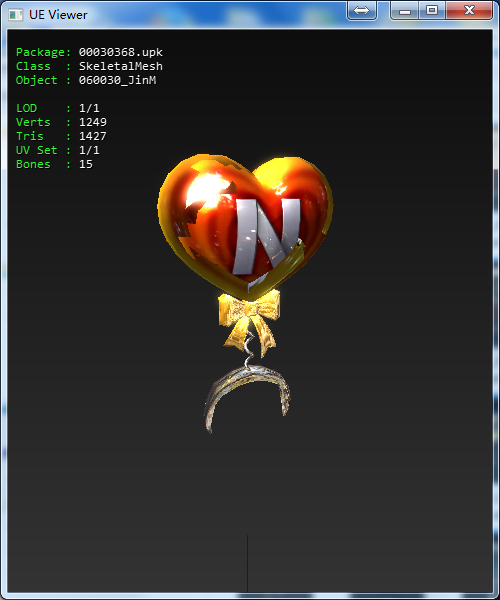 UE Viewer
Package: 00030368.upk
Class : SkeletalMesh
Object : 060030_JinM
LOD : 1/1
Verts : 1249
Tris : 1427
UV Set : 1/1
Bones : 15
N